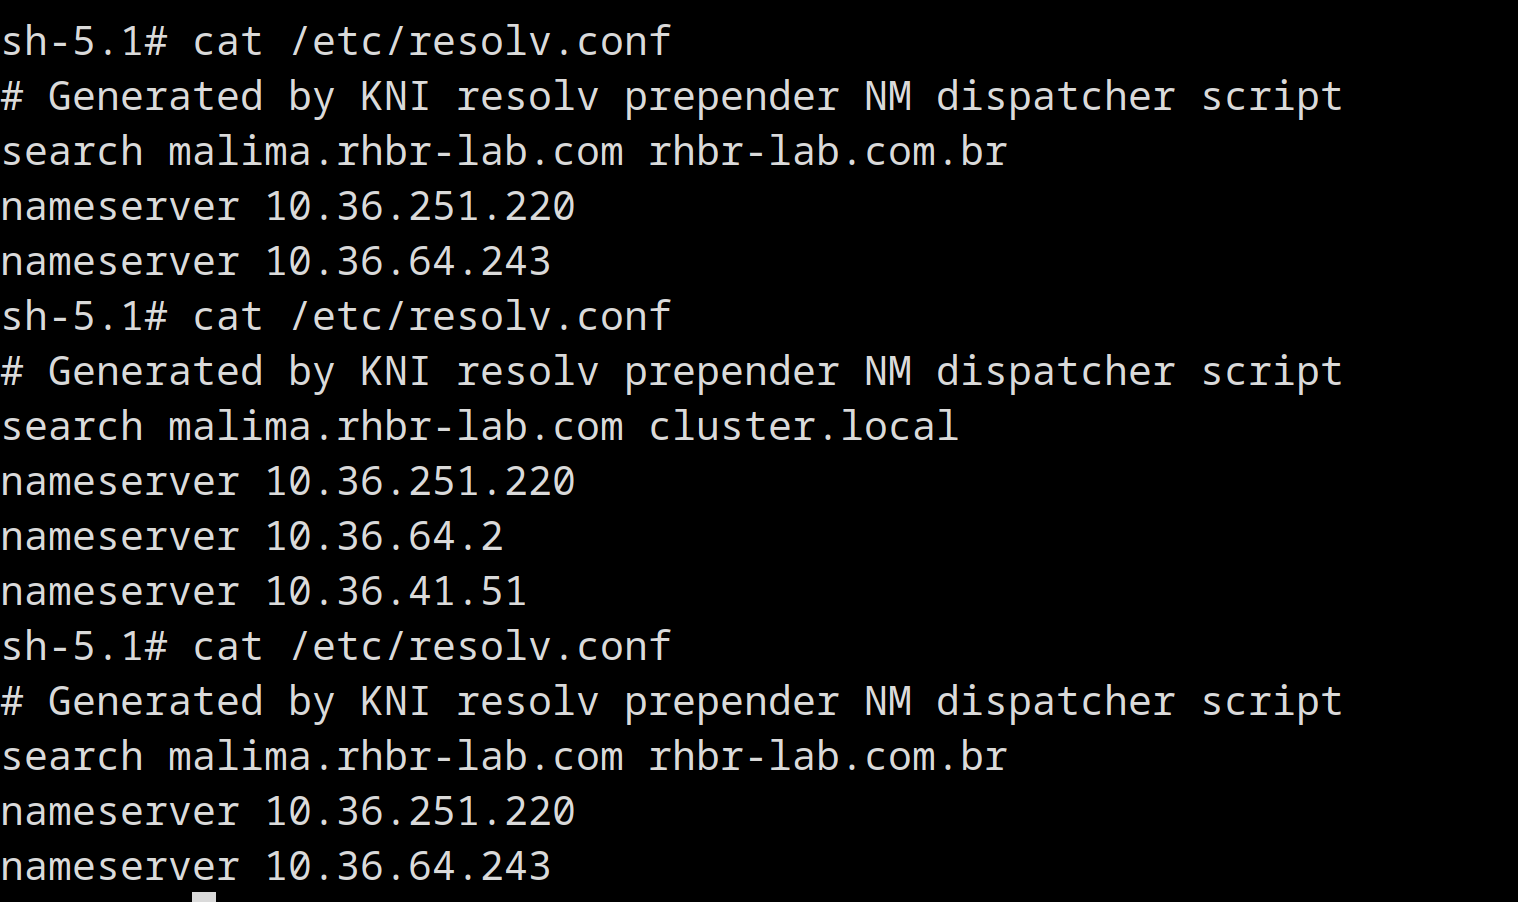 sh-5.1# cat /etc/resolv.conf
# Generated by KNI resolv prepender NM dispatcher script
search malima.rhbr-lab.com rhbr-lab.com.br
nameserver 10.36.251.220
nameserver 10.36.64.243
sh-5.1# cat /etc/resolv.conf
# Generated by KNI resolv prepender NM dispatcher script
search malima.rhbr-lab.com cluster.local
nameserver 10.36.251.220
nameserver 10.36.64.2
nameserver 10.36.41.51
sh-5.1# cat /etc/resolv.conf
# Generated by KNI resolv prepender NM dispatcher script
search malima.rhbr-lab.com rhbr-lab.com.br
nameserver 10.36.251.220
nameserver 10.36.64.243